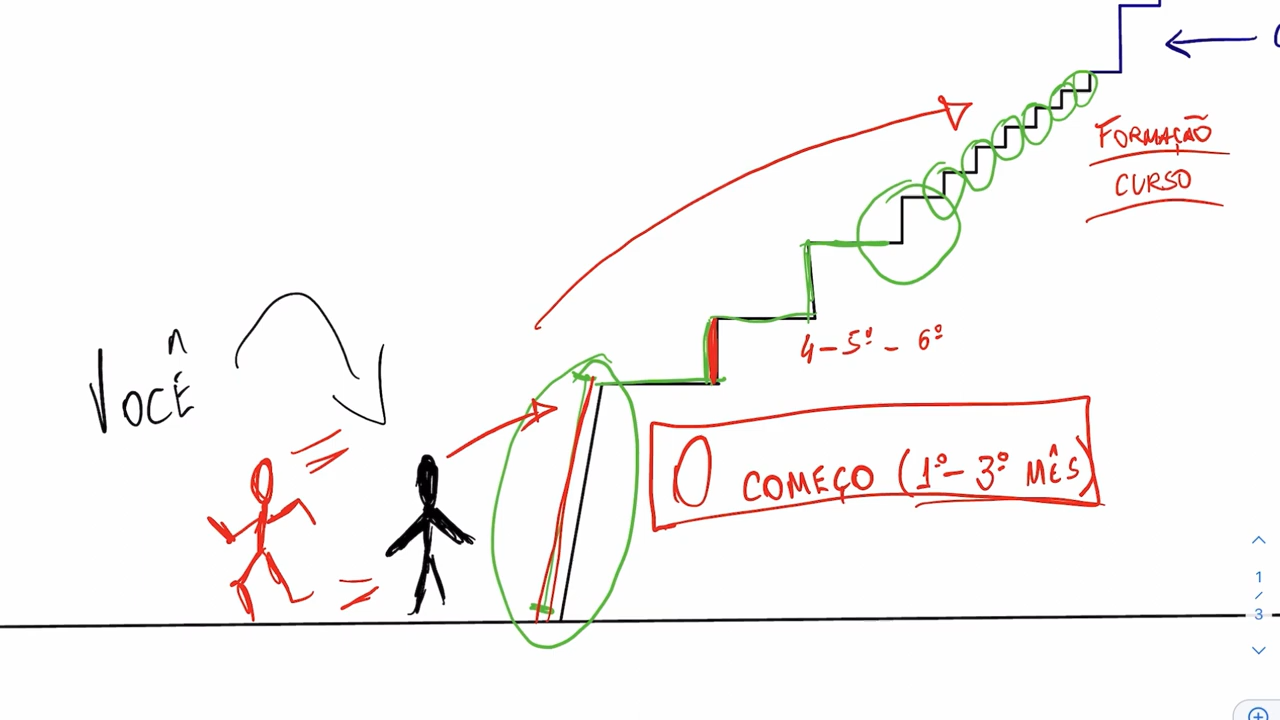 FORMAÇÃO
CURSO
VOCÊ
4-5º- 6º
O COMEÇO (1º- 3º MÊS)
1
/
3